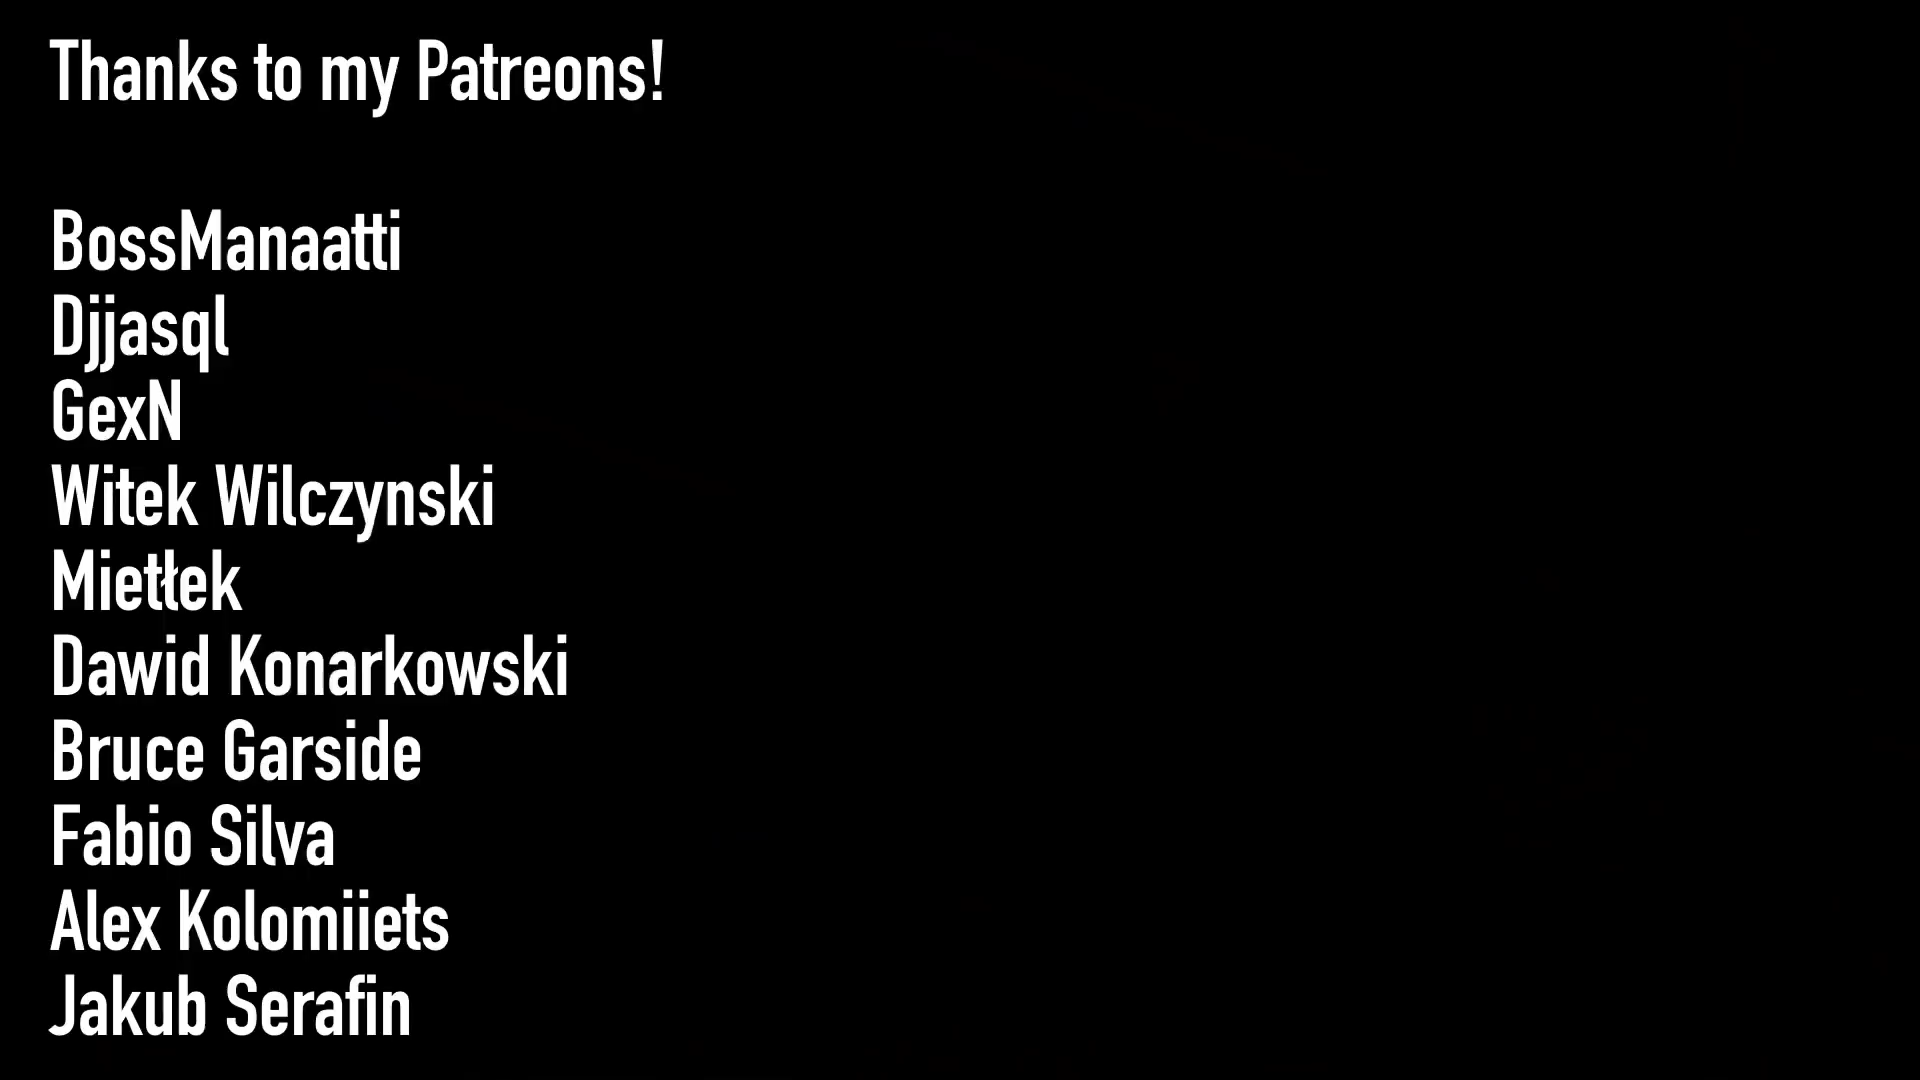 Thanks to my Patreons!
BossManaatti
Djjasql
GexN
Witek Wilczynski
Mietłek
Dawid Konarkowski
Bruce Garside
Fabio Silva
Alex Kolomiiets
Jakub Serafin